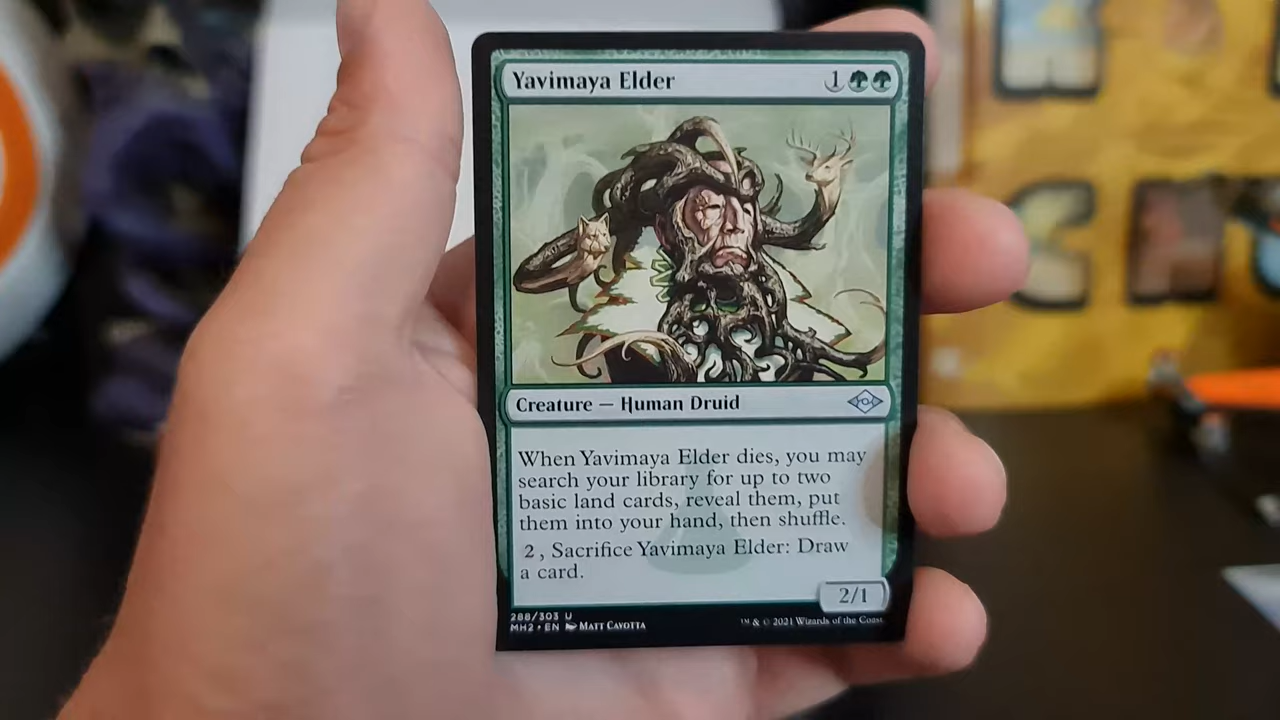 Yavimaya Elder 1
Creature — Human Druid
When Yavimaya Elder dies, you may
search your library for up to two
basic land cards, reveal them, put
them into your hand, then shuffle.
2, Sacrifice Yavimaya Elder: Draw
a card.
2/1
288/303 U
MH2 • EN Matt Cavotta
™ & © 2021 Wizards of the Coast